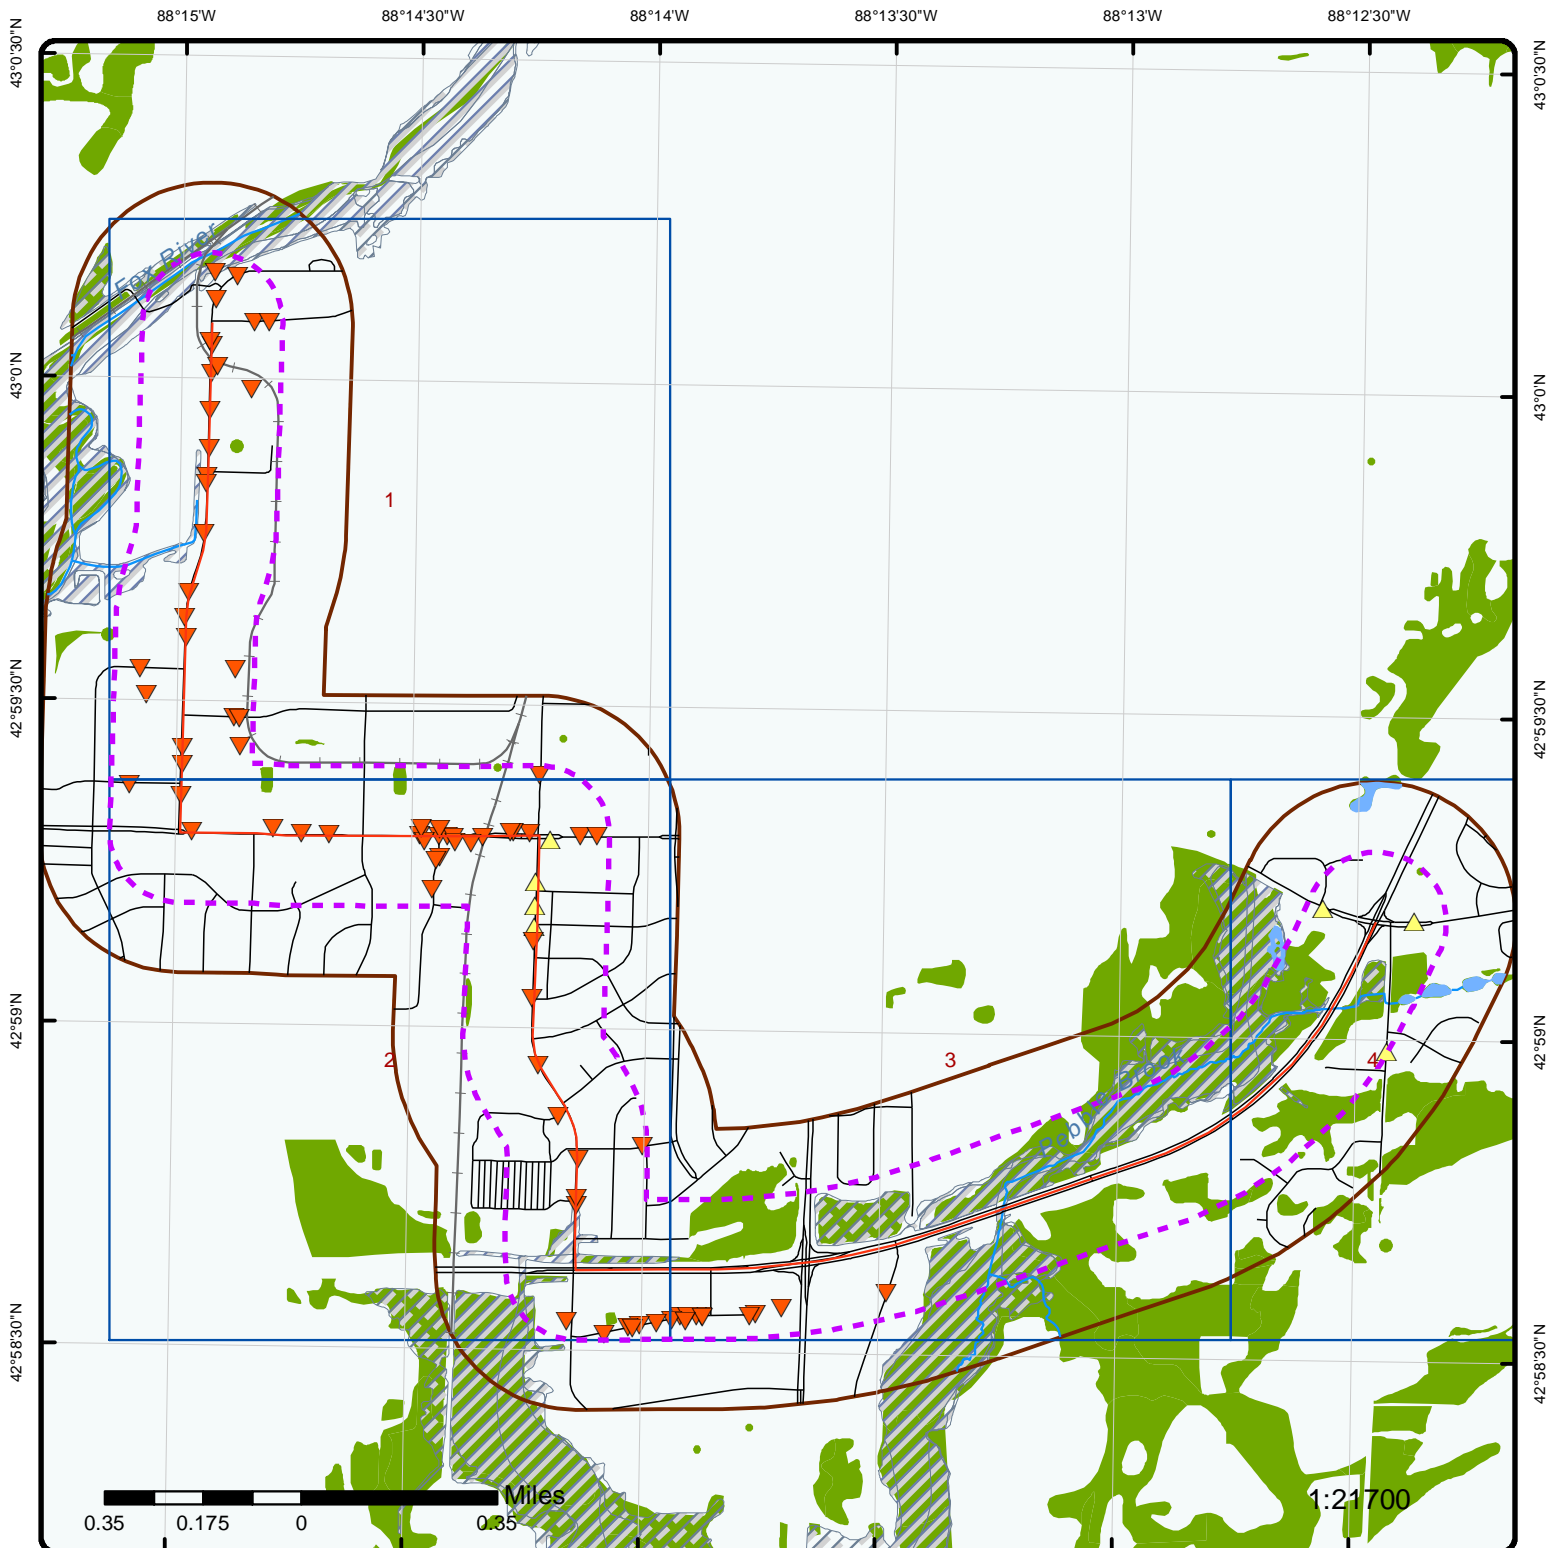 88°15'W 88°14'30"W 88°14'W 88°13'30"W 88°13'W 88°12'30"W
43°0'30"N 43°0'30"N
Fox River
43°0'N 43°0'N
1
42°59'30"N 42°59'30"N
42°59'N 42°59'N
2 3 4
Pebble Brook
42°58'30"N 42°58'30"N
Miles 1:21700
0.35 0.175 0 0.35